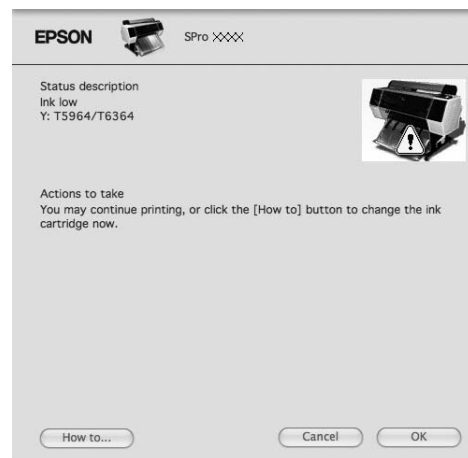 EPSON
SPro XXXX
Status description
Ink low
Y: T5964/T6364
Actions to take
You may continue printing, or click the [How to] button to change the ink
cartridge now.
How to...
Cancel
OK